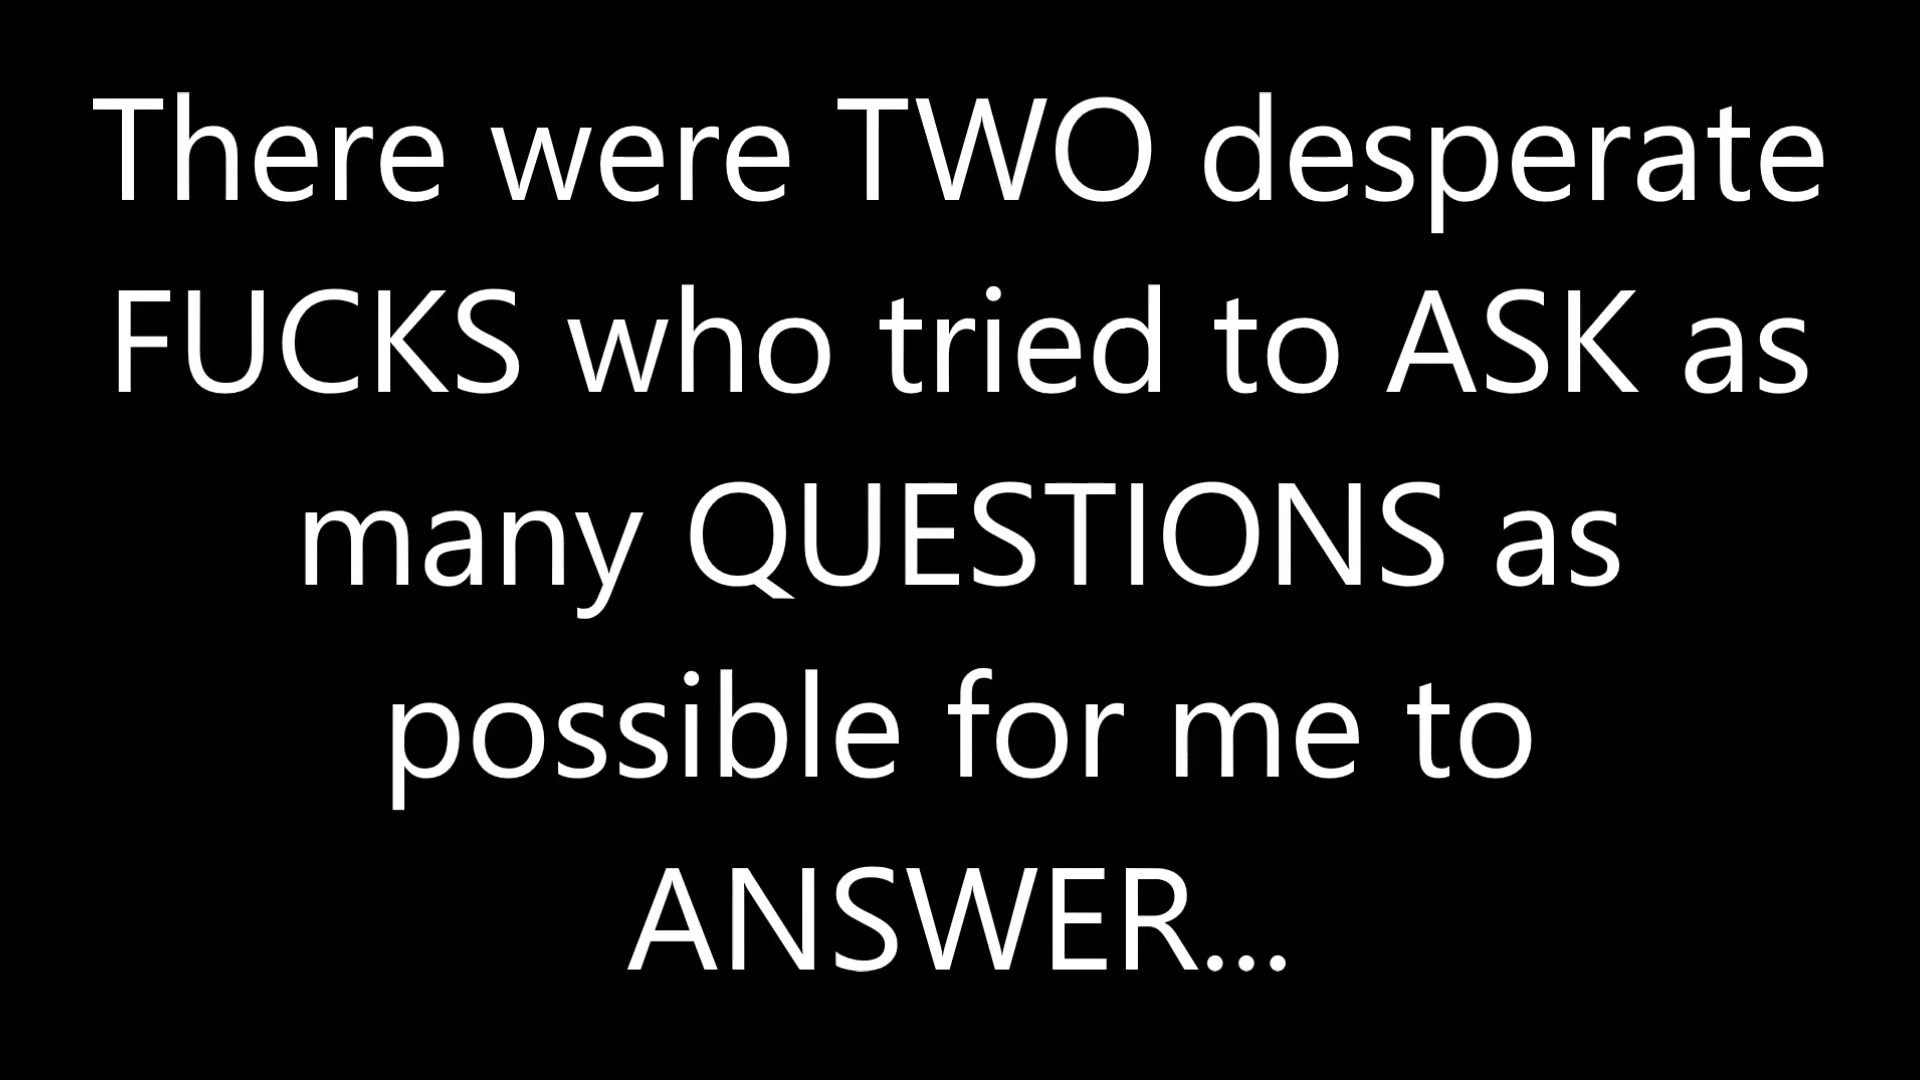 There were TWO desperate
FUCKS who tried to ASK as
many QUESTIONS as
possible for me to
ANSWER...